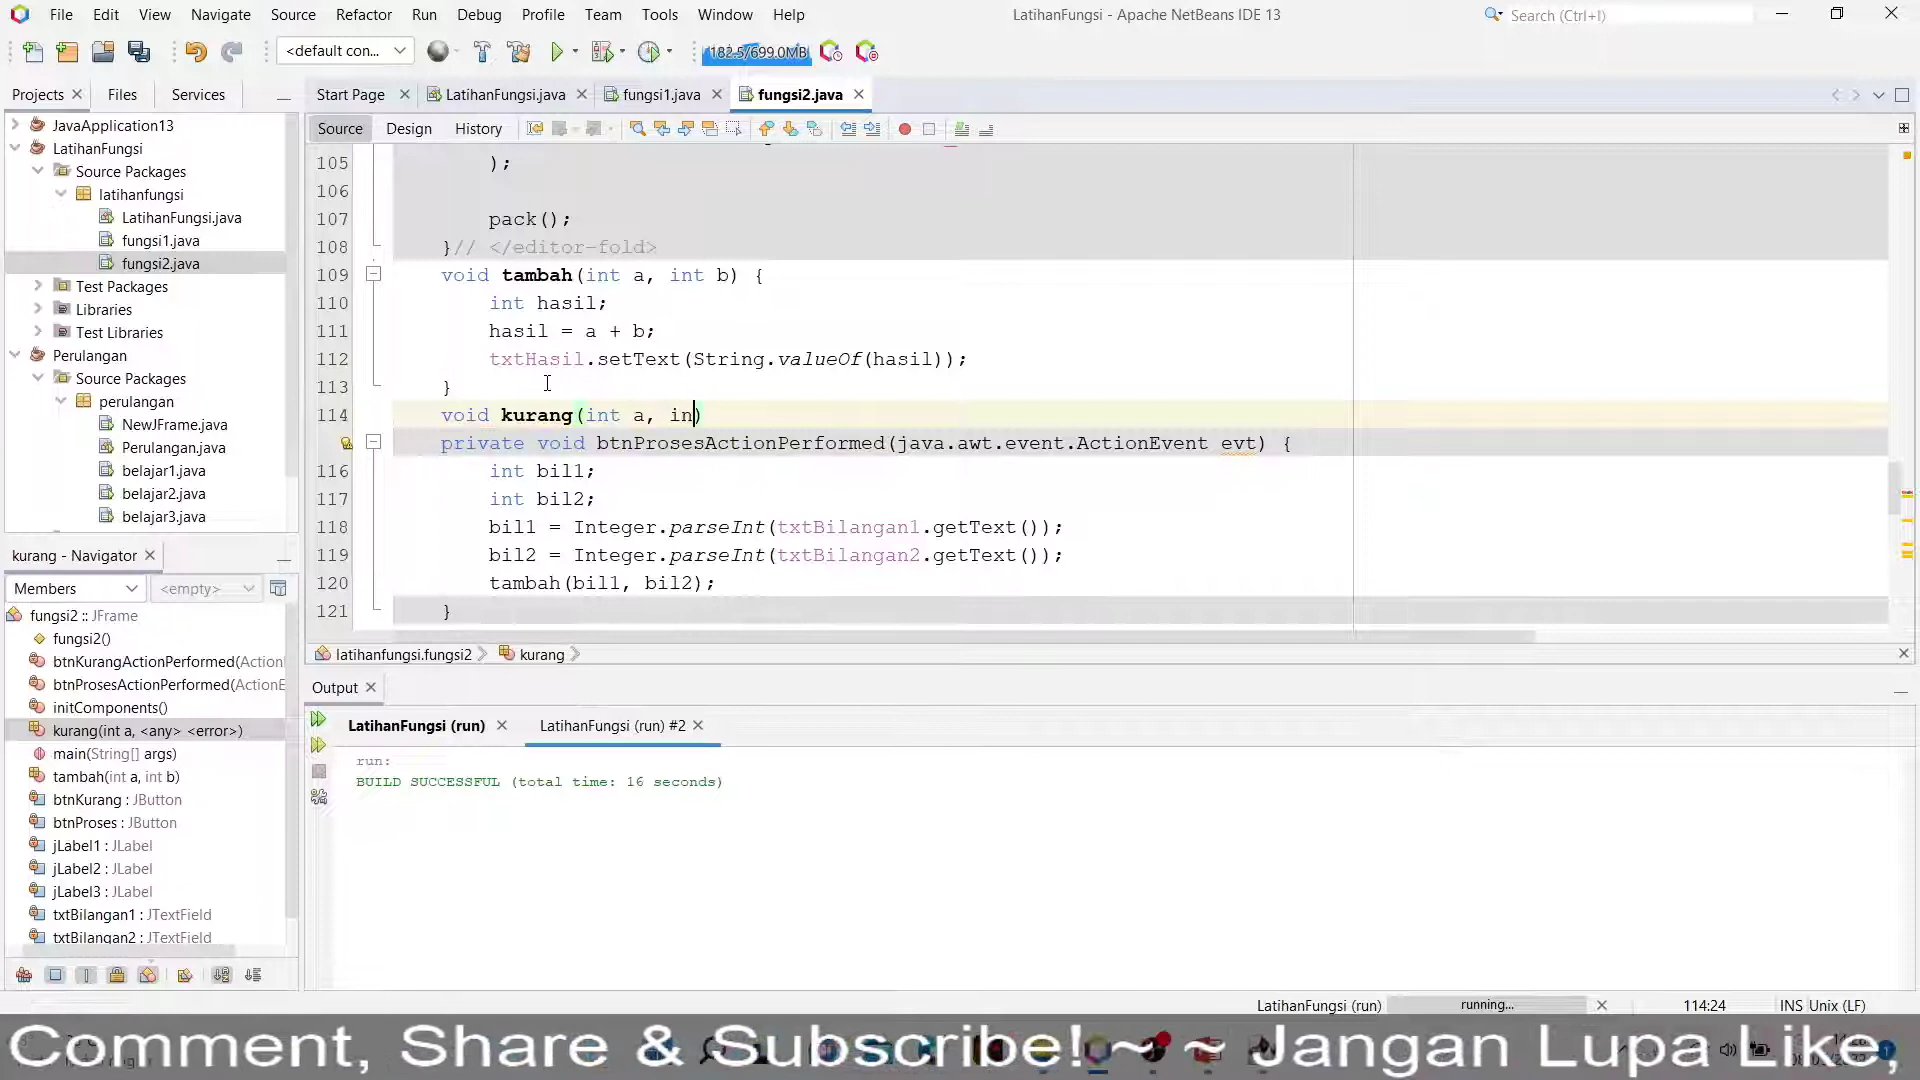 File Edit View Navigate Source Refactor Run Debug Profile Team Tools Window Help LatihanFungsi - Apache NetBeans IDE 13 Search (Ctrl+I)
<default con... 182.5/699.0MB
Projects Files Services Start Page LatihanFungsi.java fungsi1.java fungsi2.java
Source Design History
JavaApplication13
LatihanFungsi
Source Packages
latihanfungsi
LatihanFungsi.java
fungsi1.java
fungsi2.java
Test Packages
Libraries
Test Libraries
Perulangan
Source Packages
perulangan
NewJFrame.java
Perulangan.java
belajar1.java
belajar2.java
belajar3.java
105 );
106
107 pack();
108 }// </editor-fold>
109 void tambah(int a, int b) {
110 int hasil;
111 hasil = a + b;
112 txtHasil.setText(String.valueOf(hasil));
113 }
114 void kurang(int a, in)
private void btnProsesActionPerformed(java.awt.event.ActionEvent evt) {
116 int bil1;
117 int bil2;
118 bil1 = Integer.parseInt(txtBilangan1.getText());
119 bil2 = Integer.parseInt(txtBilangan2.getText());
120 tambah(bil1, bil2);
121 }
latihanfungsi.fungsi2 kurang
kurang - Navigator
Members <empty>
fungsi2 :: JFrame
fungsi2()
btnKurangActionPerformed(Action
btnProsesActionPerformed(ActionE
initComponents()
kurang(int a, <any> <error>)
main(String[] args)
tambah(int a, int b)
btnKurang : JButton
btnProses : JButton
jLabel1 : JLabel
jLabel2 : JLabel
jLabel3 : JLabel
txtBilangan1 : JTextField
txtBilangan2 : JTextField
Output
LatihanFungsi (run) LatihanFungsi (run) #2
run:
BUILD SUCCESSFUL (total time: 16 seconds)
LatihanFungsi (run) running... 114:24 INS Unix (LF)
Comment, Share & Subscribe! ~ ~ Jangan Lupa Like,